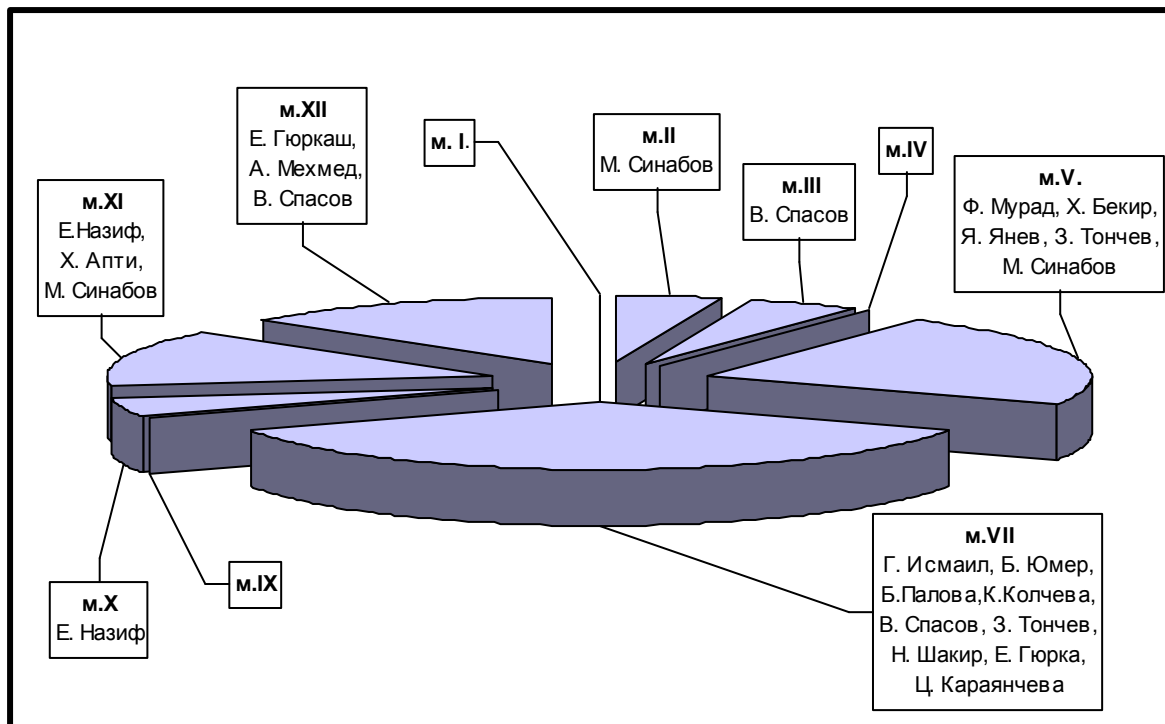 м.XII
Е. Гюркаш,
А. Мехмед,
В. Спасов
м. I.
м.II
М. Синабов
м.III
В. Спасов
м.IV
м.V.
Ф. Мурад, Х. Бекир,
Я. Янев, З. Тончев,
М. Синабов
м.XI
Е.Назиф,
Х. Апти,
М. Синабов
м.X
Е. Назиф
м.IX
м.VII
Г. Исмаил, Б. Юмер,
Б.Палова,К.Колчева,
В. Спасов, З. Тончев,
Н. Шакир, Е. Гюрка,
Ц. Караянчева